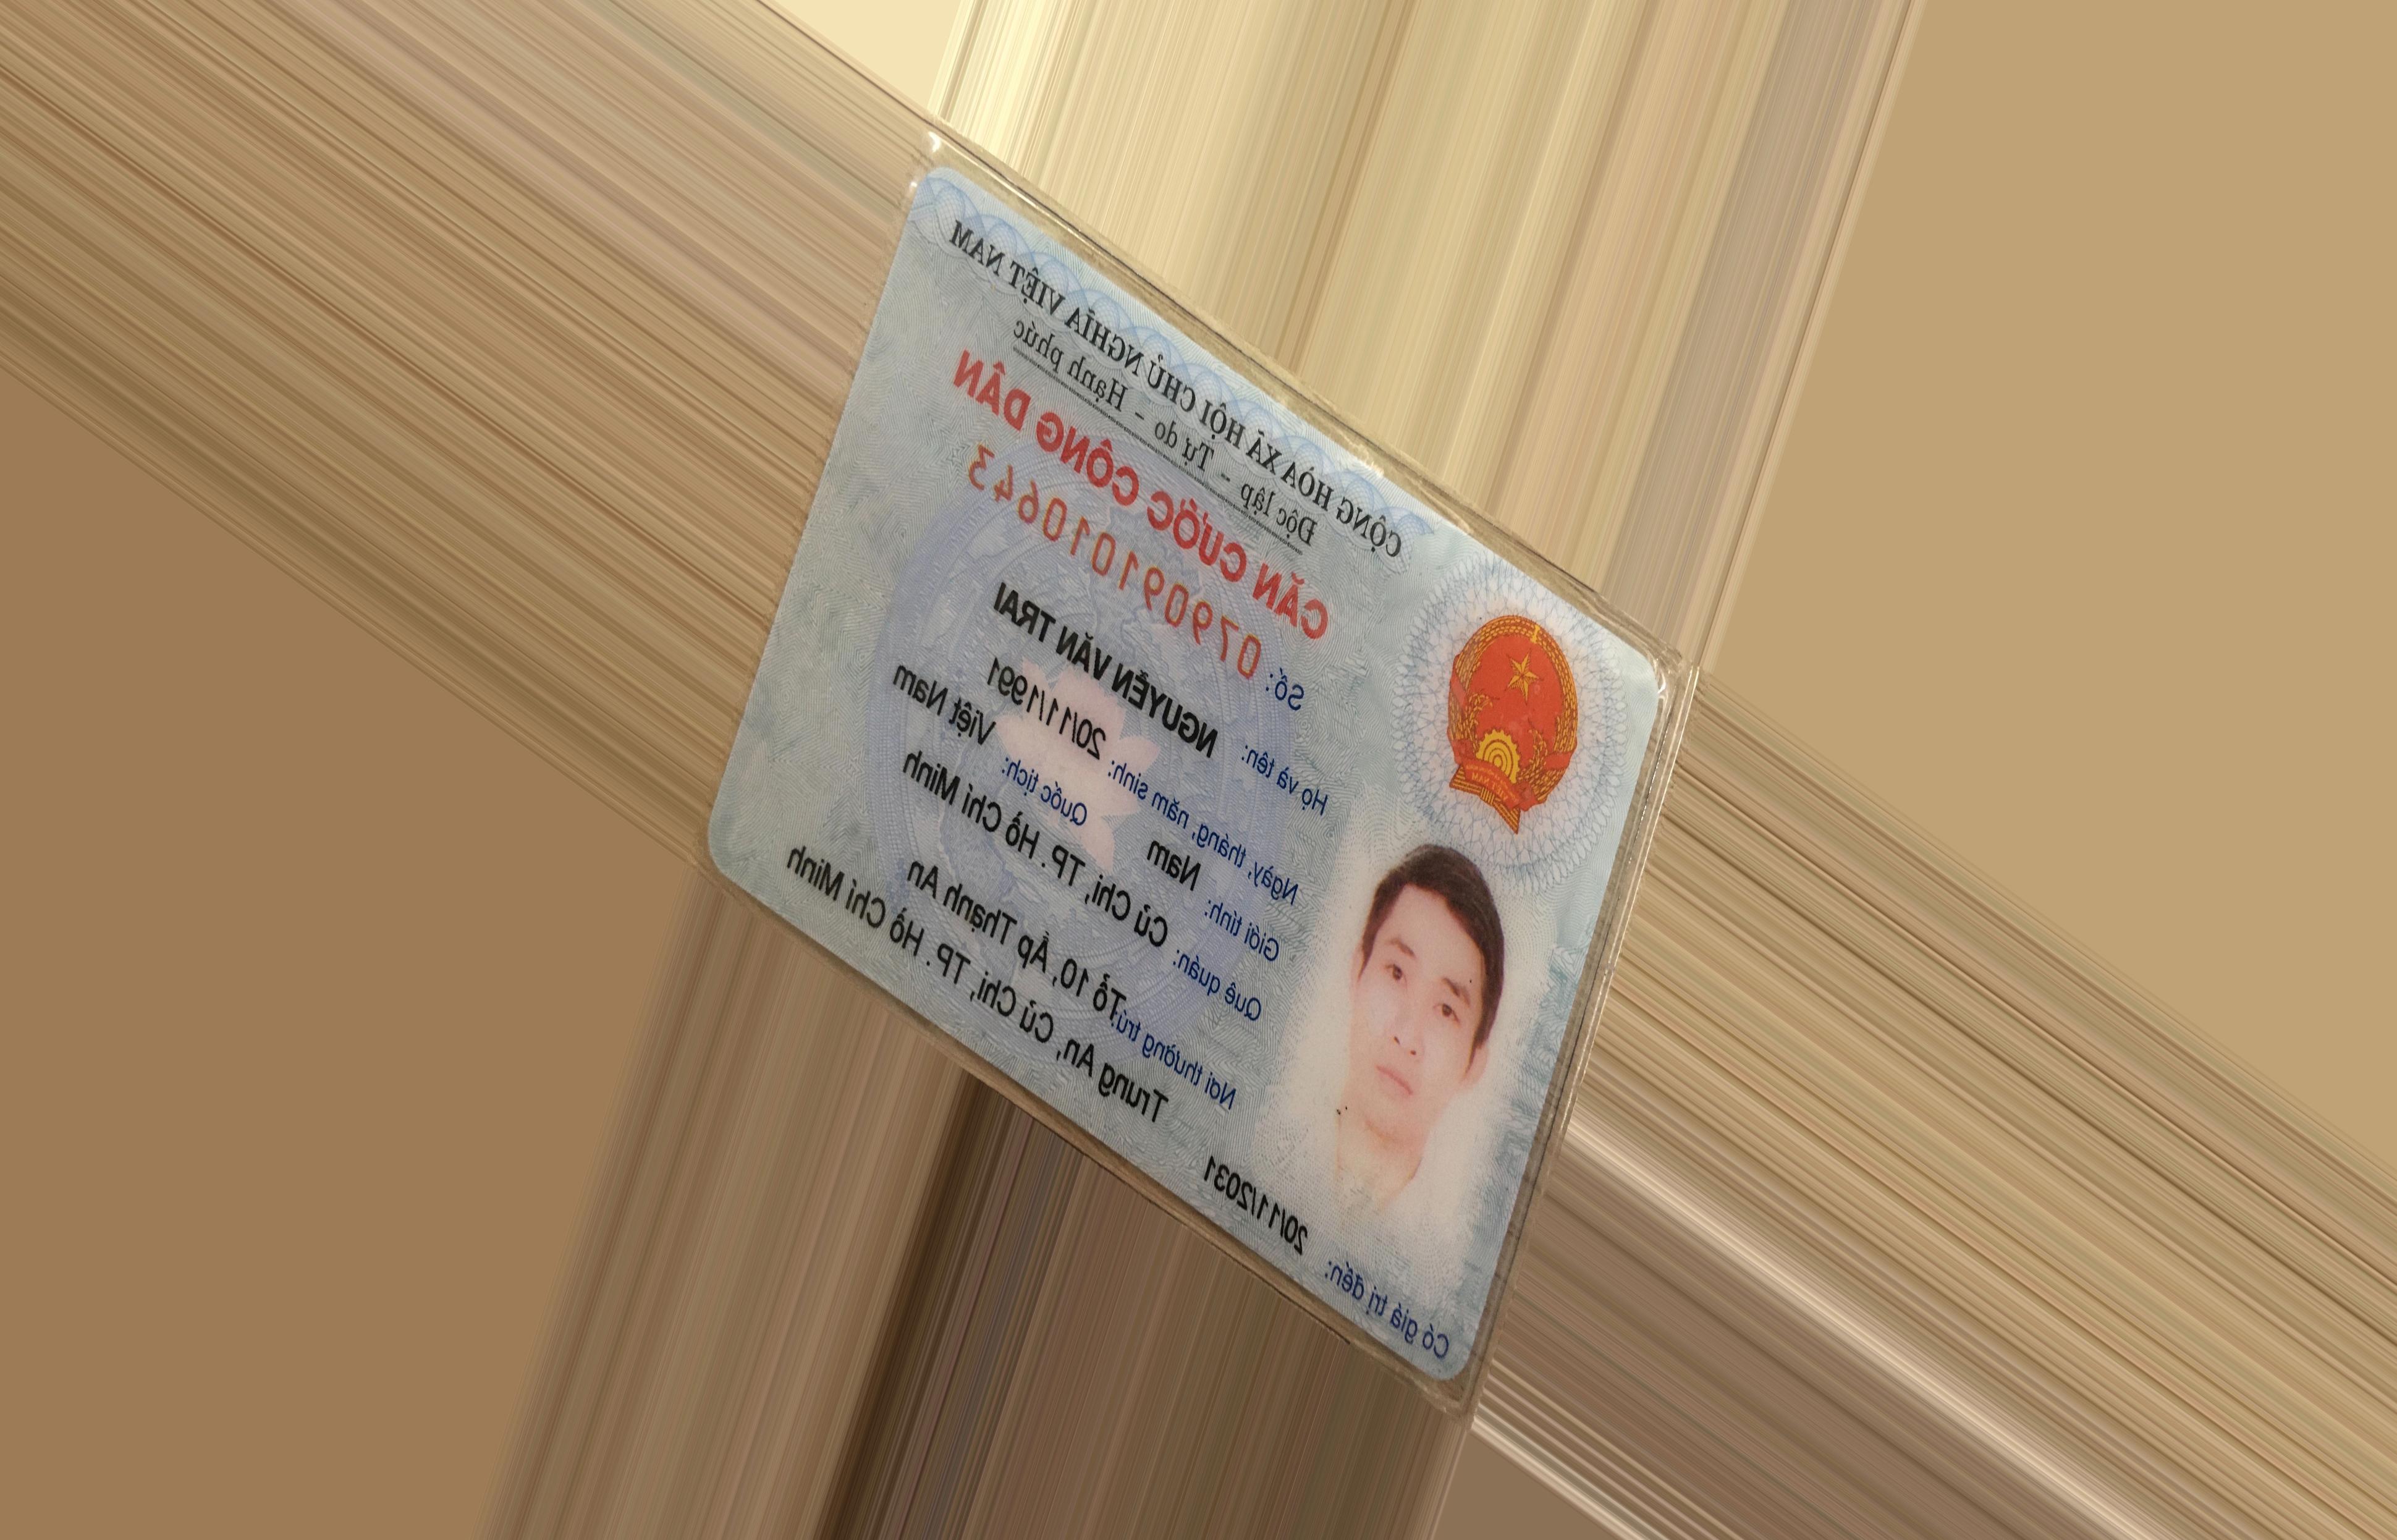 CỘNG HÒA XÃ HỘI CHỦ NGHĨA VIỆT NAM
Độc lập - Tự do - Hạnh phúc
CĂN CƯỚC CÔNG DÂN
Số: 079091010643
Họ và tên: NGUYỄN VĂN TRAI
Ngày, tháng, năm sinh: 20/11/1991
Giới tính: Nam Quốc tịch: Việt Nam
Quê quán: Củ Chi, TP. Hồ Chí Minh
Nơi thường trú: Tổ 10, Ấp Thạnh An
Trung An, Củ Chi, TP. Hồ Chí Minh
Có giá trị đến: 20/11/2031